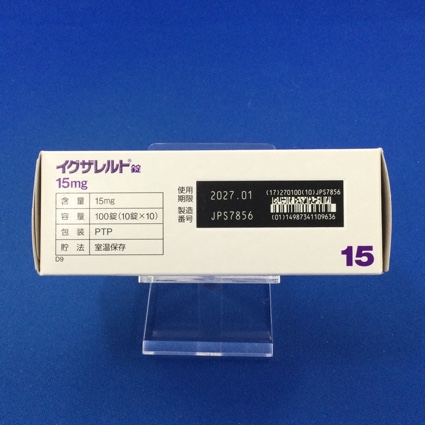 イグザレルト®錠
15mg
含 量 15mg
容 量 100錠(10錠×10)
包 装 PTP
貯 法 室温保存
D9
使用期限 2027.01
製造番号 JPS7856
(17)270100(10)JPS7856
(01)14987341109636
15